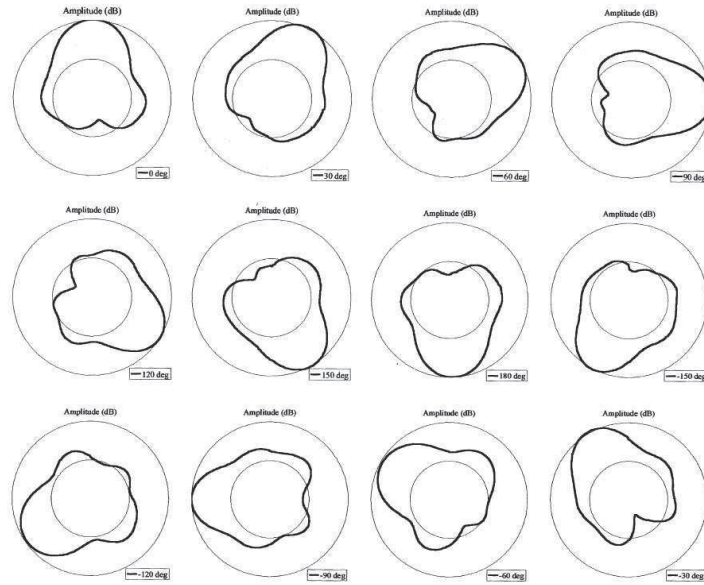 Amplitude (dB)
Amplitude (dB)
Amplitude (dB)
Amplitude (dB)
0 deg
30 deg
60 deg
90 deg
Amplitude (dB)
Amplitude (dB)
Amplitude (dB)
Amplitude (dB)
120 deg
150 deg
180 deg
-150 deg
Amplitude (dB)
Amplitude (dB)
Amplitude (dB)
Amplitude (dB)
-120 deg
-90 deg
-60 deg
-30 deg